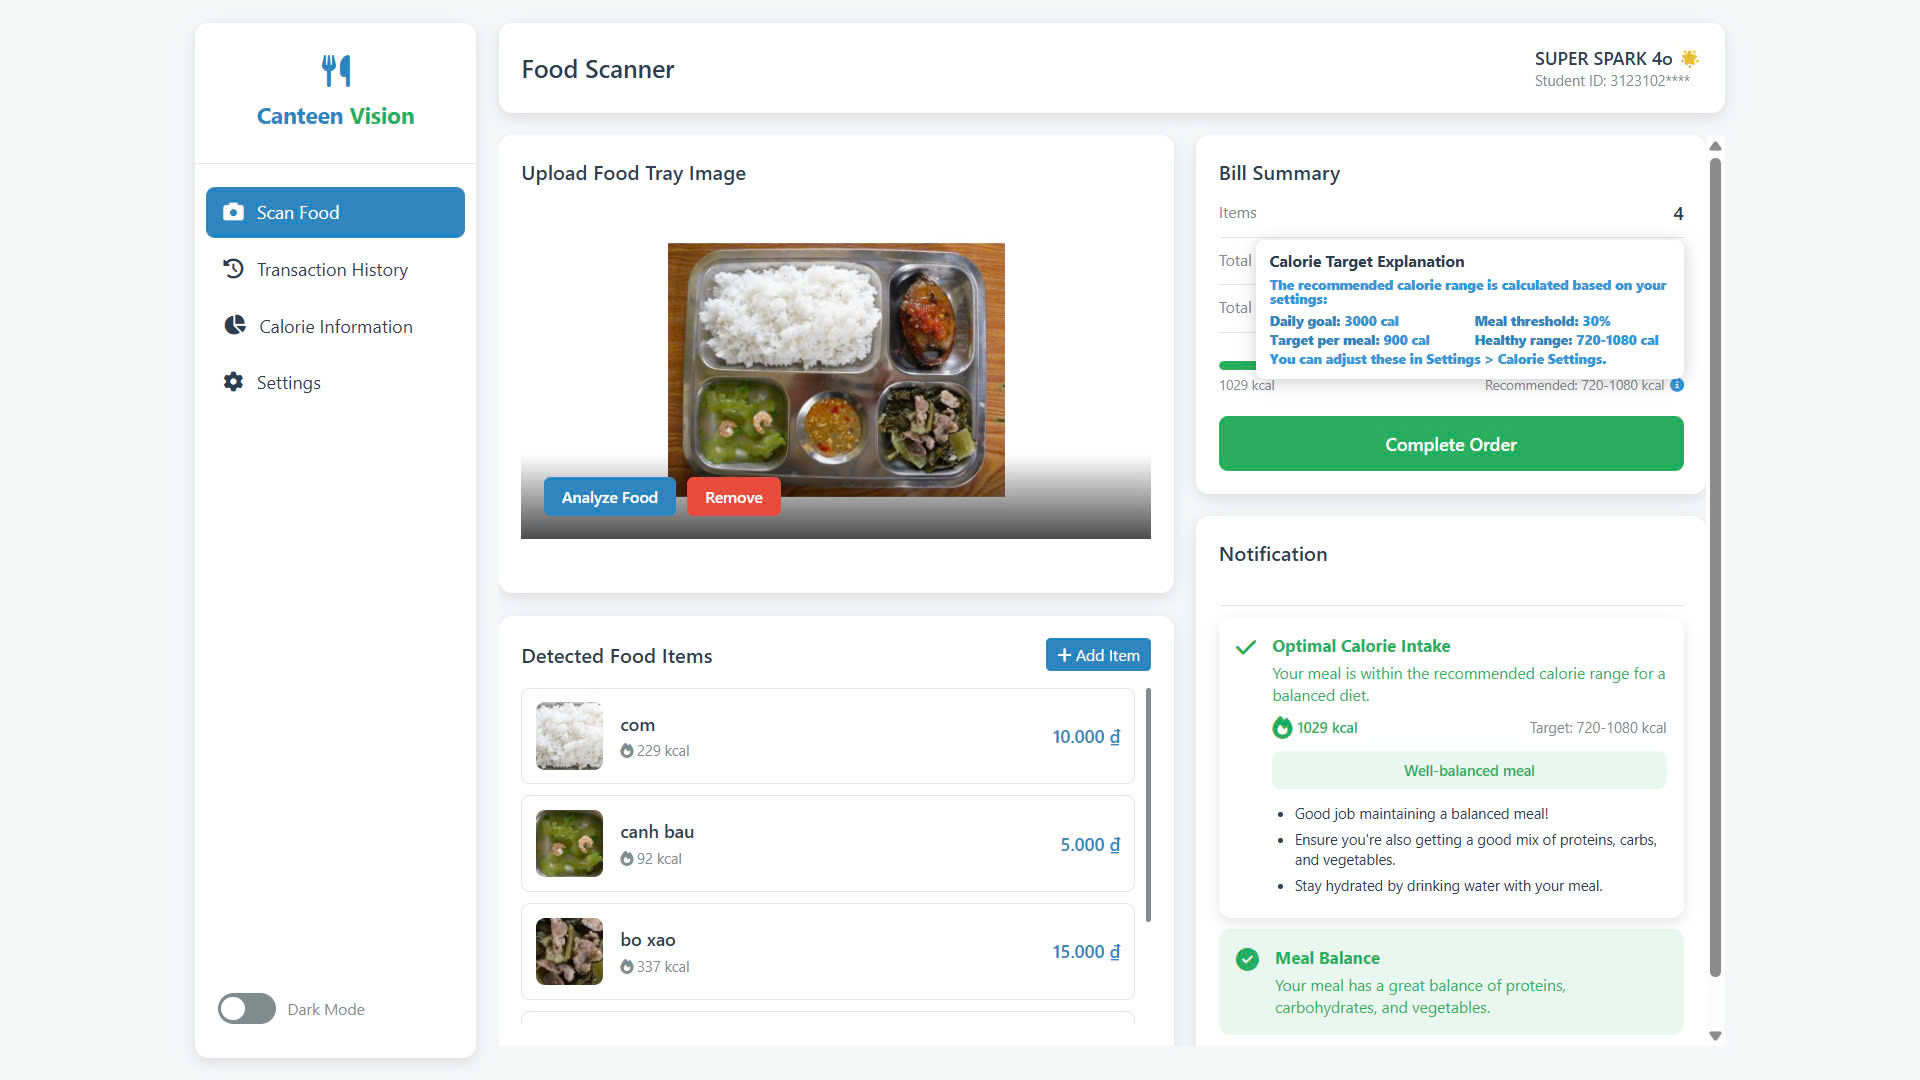 Canteen Vision
Scan Food
Transaction History
Calorie Information
Settings
Dark Mode
Food Scanner
SUPER SPARK 4o
Student ID: 3123102****
Upload Food Tray Image
Analyze Food
Remove
Detected Food Items
+ Add Item
com
229 kcal
10.000 ₫
canh bau
92 kcal
5.000 ₫
bo xao
337 kcal
15.000 ₫
Bill Summary
Items
4
Total
Total
Calorie Target Explanation
The recommended calorie range is calculated based on your
settings:
Daily goal: 3000 cal
Meal threshold: 30%
Target per meal: 900 cal
Healthy range: 720-1080 cal
You can adjust these in Settings > Calorie Settings.
1029 kcal
Recommended: 720-1080 kcal
Complete Order
Notification
Optimal Calorie Intake
Your meal is within the recommended calorie range for a
balanced diet.
1029 kcal
Target: 720-1080 kcal
Well-balanced meal
• Good job maintaining a balanced meal!
• Ensure you're also getting a good mix of proteins, carbs,
and vegetables.
• Stay hydrated by drinking water with your meal.
Meal Balance
Your meal has a great balance of proteins,
carbohydrates, and vegetables.